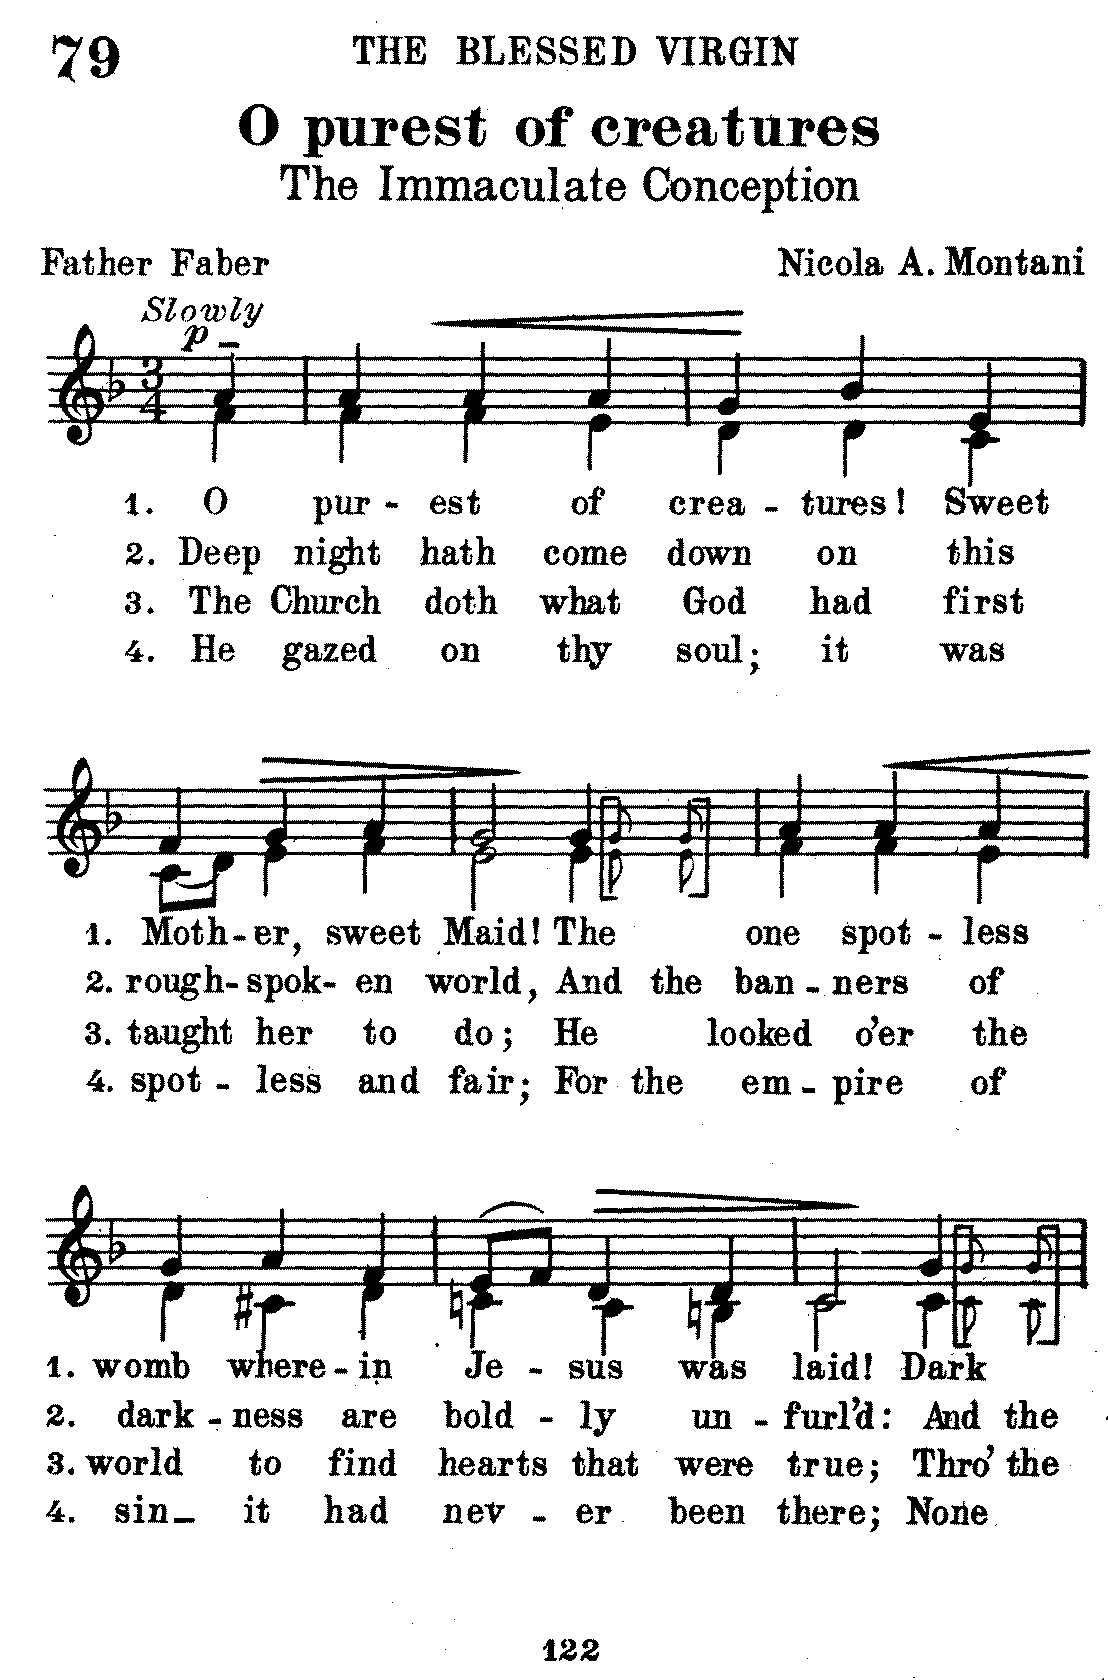 79 THE BLESSED VIRGIN
O purest of creatures
The Immaculate Conception
Father Faber Nicola A. Montani
Slowly
p
1. O pur - est of crea - tures! Sweet
2. Deep night hath come down on this
3. The Church doth what God had first
4. He gazed on thy soul; it was
1. Moth - er, sweet Maid! The one spot - less
2. rough - spok - en world, And the ban - ners of
3. taught her to do; He looked o'er the
4. spot - less and fair; For the em - pire of
1. womb where - in Je - sus was laid! Dark
2. dark - ness are bold - ly un - furl'd: And the
3. world to find hearts that were true; Thro' the
4. sin_ it had nev - er been there; None
122